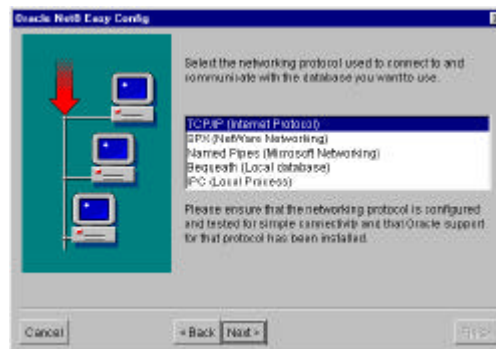 Oracle Net8 Easy Config
Select the networking protocol used to connect to and
communicate with the database you want to use.
TCP/IP (Internet Protocol)
SPX (NetWare Networking)
Named Pipes (Microsoft Networking)
Bequeath (Local database)
IPC (Local Process)
Please ensure that the networking protocol is configured
and tested for simple connectivity and that Oracle support
for that protocol has been installed.
Cancel
< Back
Next >